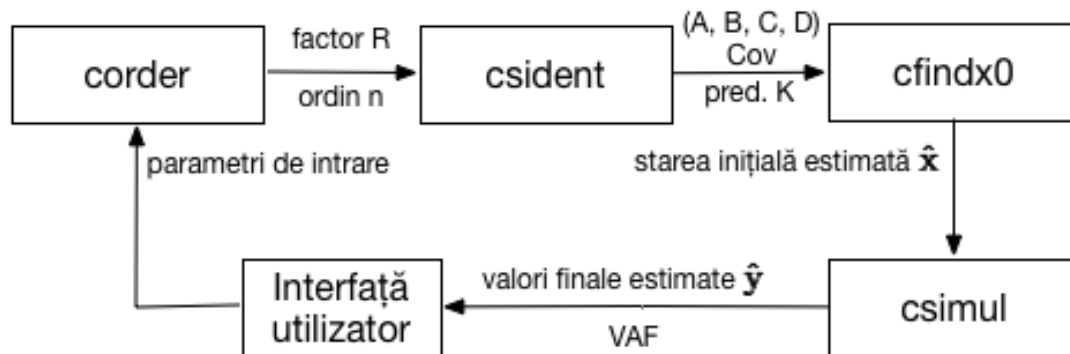 corder
factor R
ordin n
csident
(A, B, C, D)
Cov
pred. K
cfindx0
parametri de intrare
starea inițială estimată x̂
Interfață
utilizator
valori finale estimate ŷ
VAF
csimul